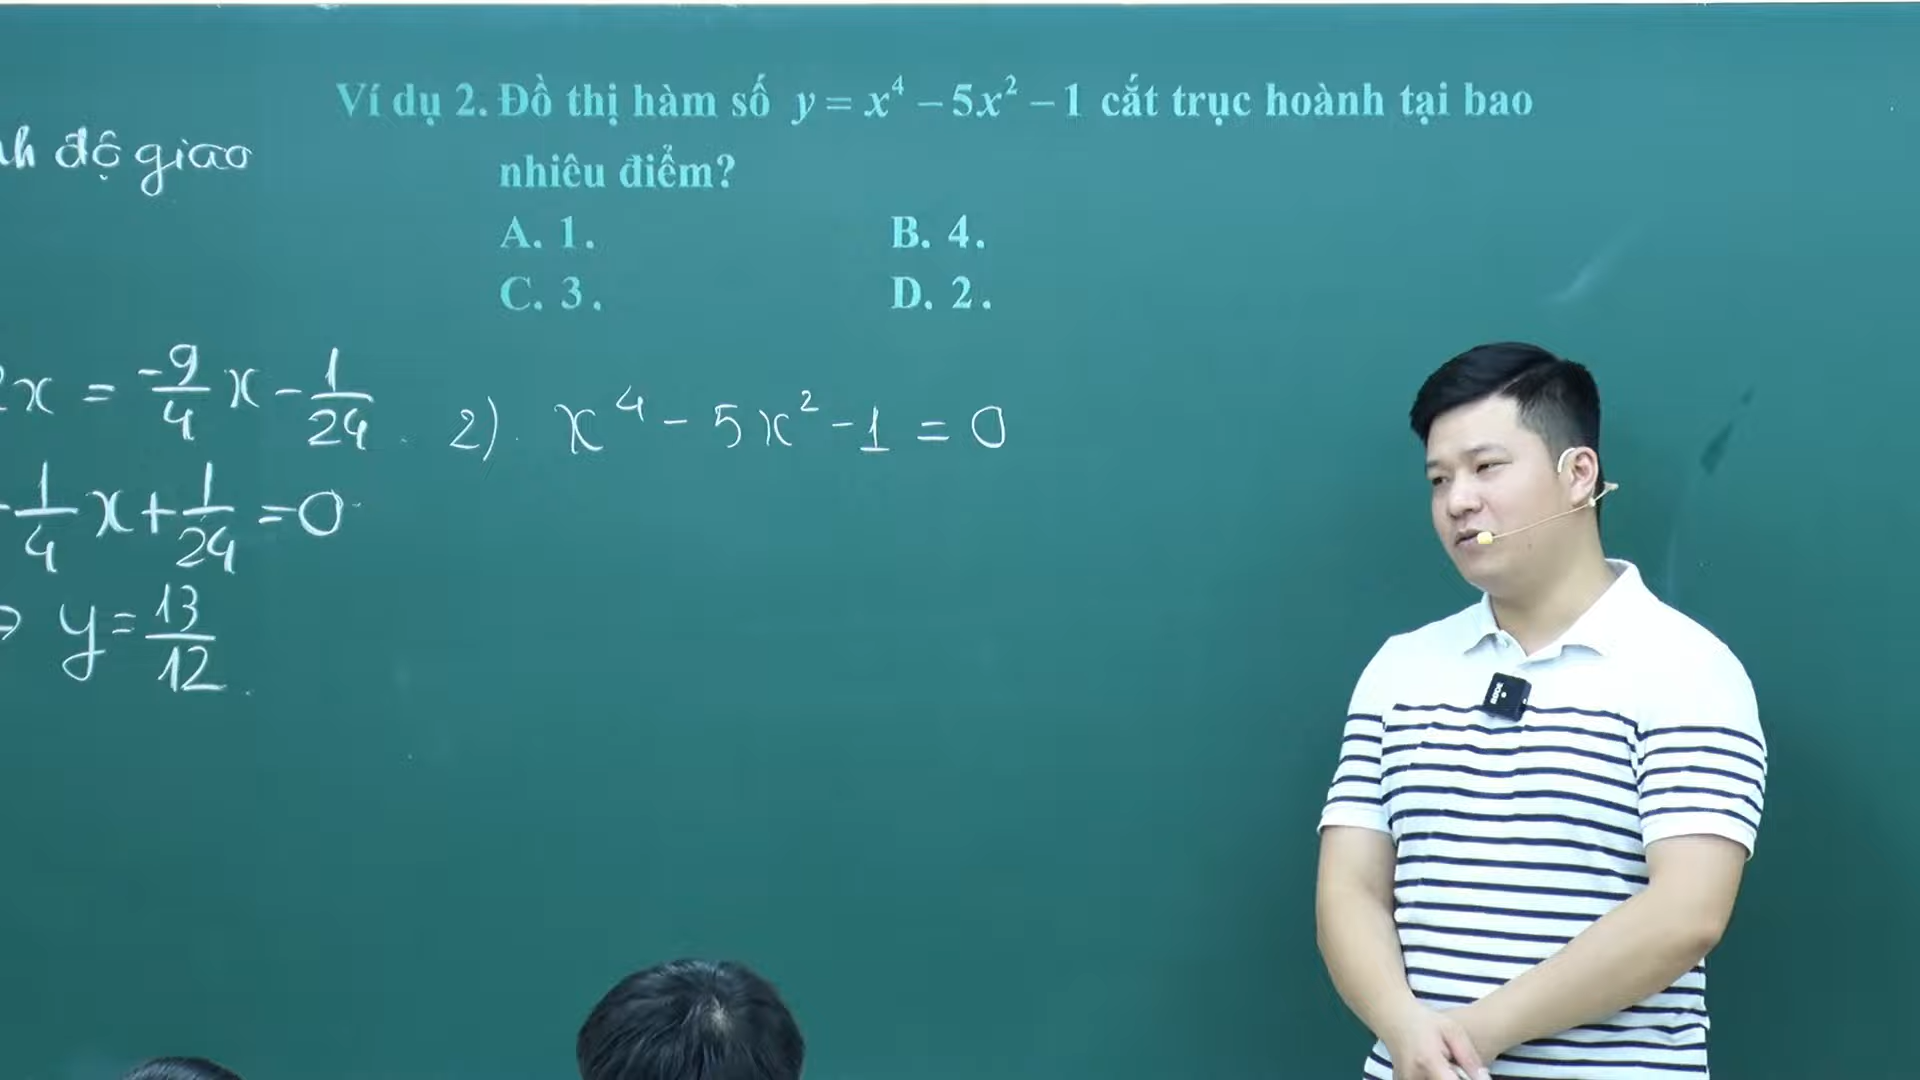 Ví dụ 2. Đồ thị hàm số y = x⁴ – 5x² – 1 cắt trục hoành tại bao
nhiêu điểm?
A. 1.
B. 4.
C. 3.
D. 2.
độ giao
x = -9/4 x - 1/24
1/4 x + 1/24 = 0
y = 13/12
2) x⁴ - 5x² - 1 = 0
RODE